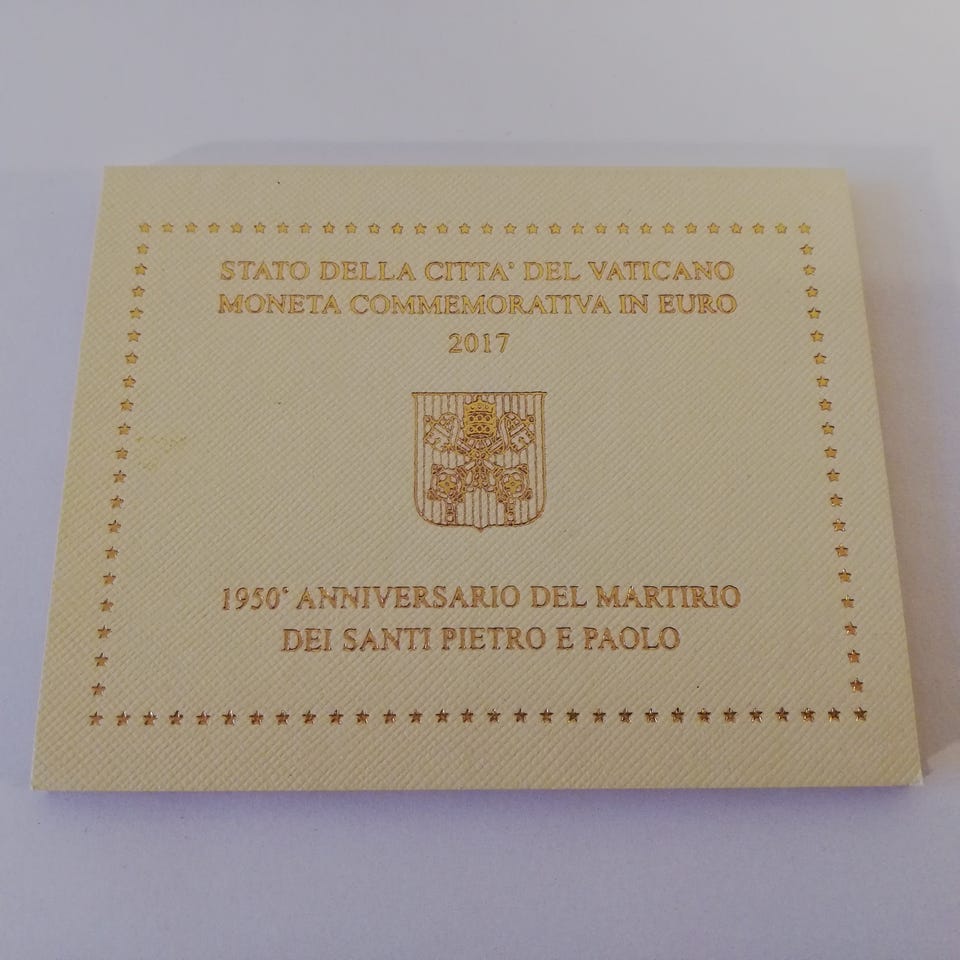 STATO DELLA CITTA' DEL VATICANO
MONETA COMMEMORATIVA IN EURO
2017
1950° ANNIVERSARIO DEL MARTIRIO
DEI SANTI PIETRO E PAOLO